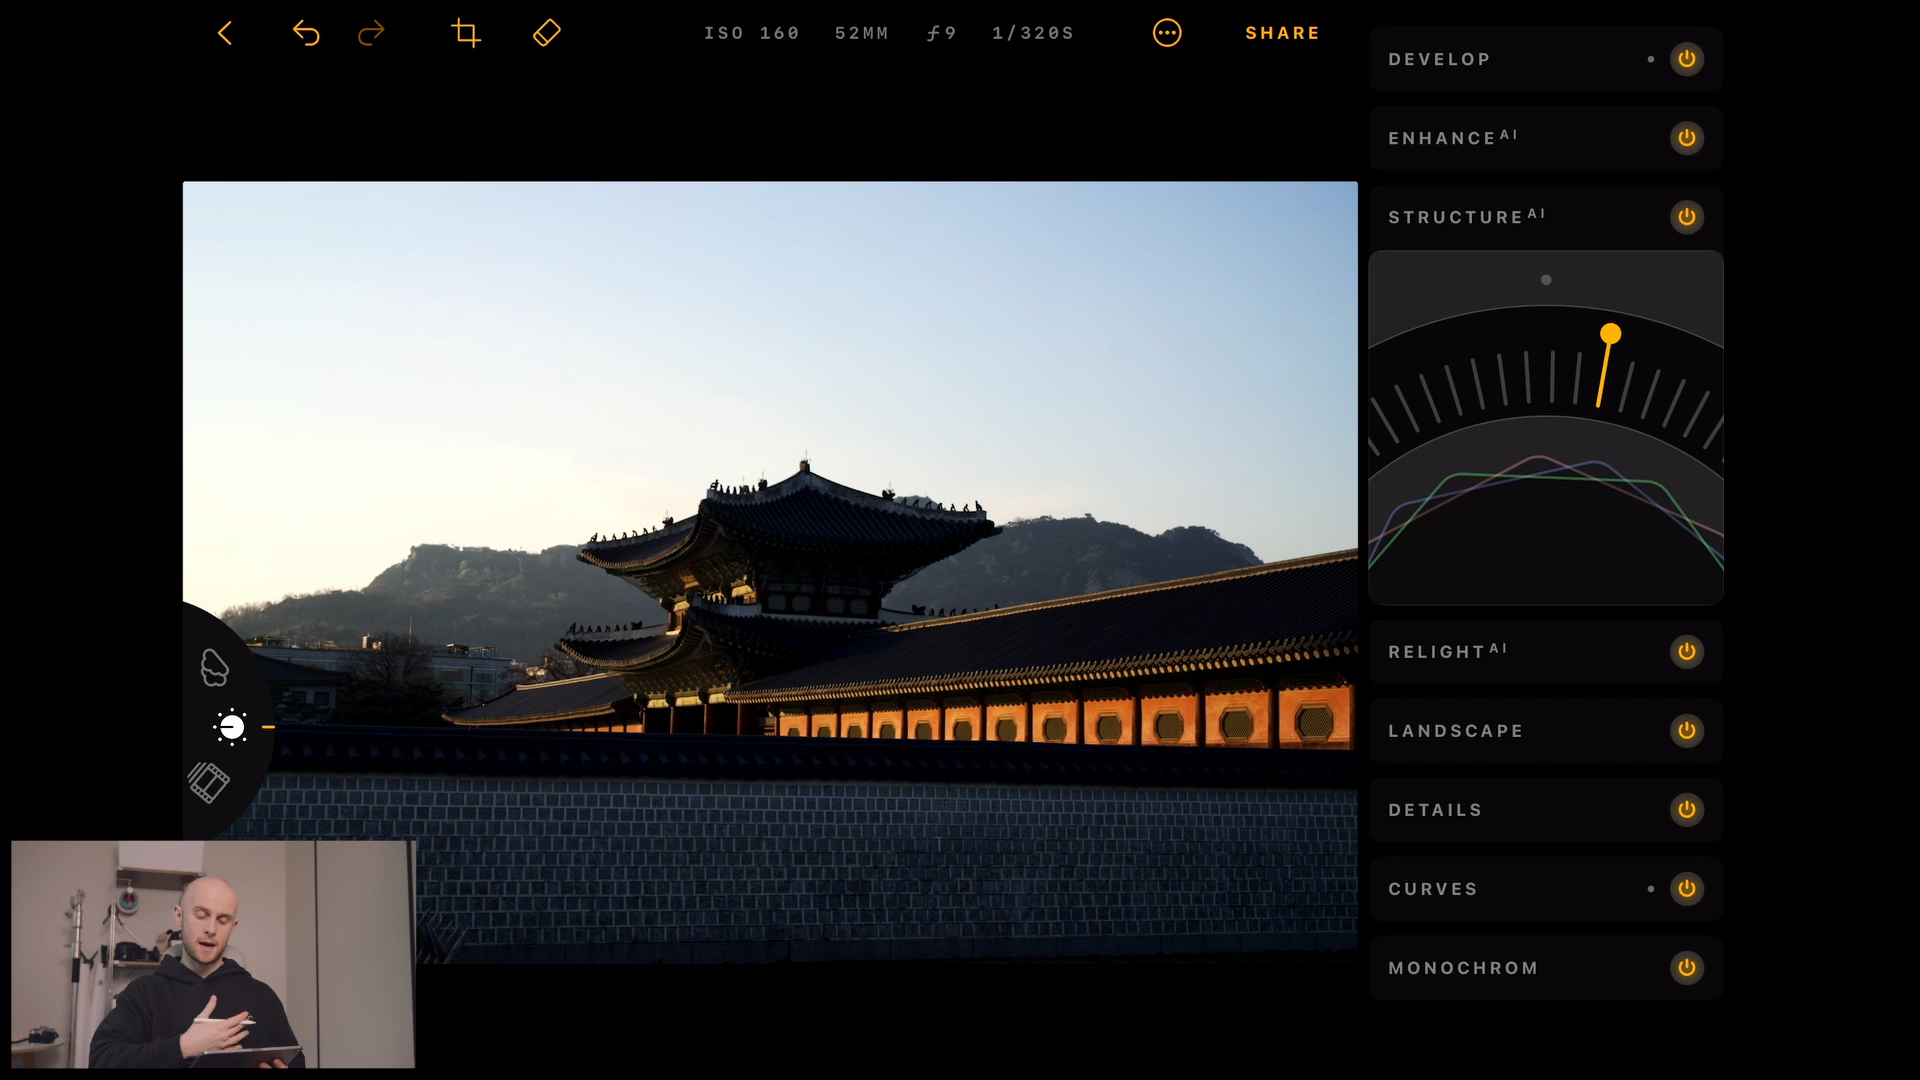 ISO 160 52MM ƒ9 1/320S
SHARE
DEVELOP
ENHANCE AI
STRUCTURE AI
RELIGHT AI
LANDSCAPE
DETAILS
CURVES
MONOCHROM